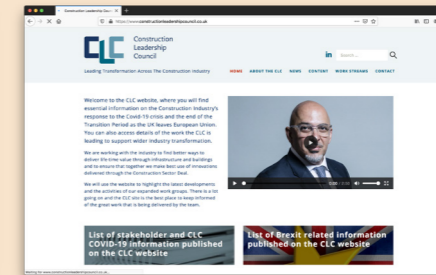 Construction Leadership Coun
https://www.constructionleadershipcouncil.co.uk
CLC
Construction
Leadership
Council
Leading Transformation Across The Construction Industry
in
Search ...
HOME ABOUT THE CLC NEWS CONTENT WORK STREAMS CONTACT
Welcome to the CLC website, where you will find
essential information on the Construction Industry's
response to the Covid-19 crisis and the end of the
Transition Period as the UK leaves European Union.
You can also access details of the work the CLC is
leading to support wider industry transformation.
We are working with the industry to find better ways to
deliver life time value through infrastructure and buildings
and to ensure that together we make best use of innovations
delivered through the Construction Sector Deal.
We will use the website to highlight the latest developments
and the activities of our expanded work groups. There is a lot
going on and the CLC site is the best place to keep informed
of the great work that is being delivered by the team.
List of stakeholder and CLC
COVID-19 information published
on the CLC website
List of Brexit related information
published on the CLC website